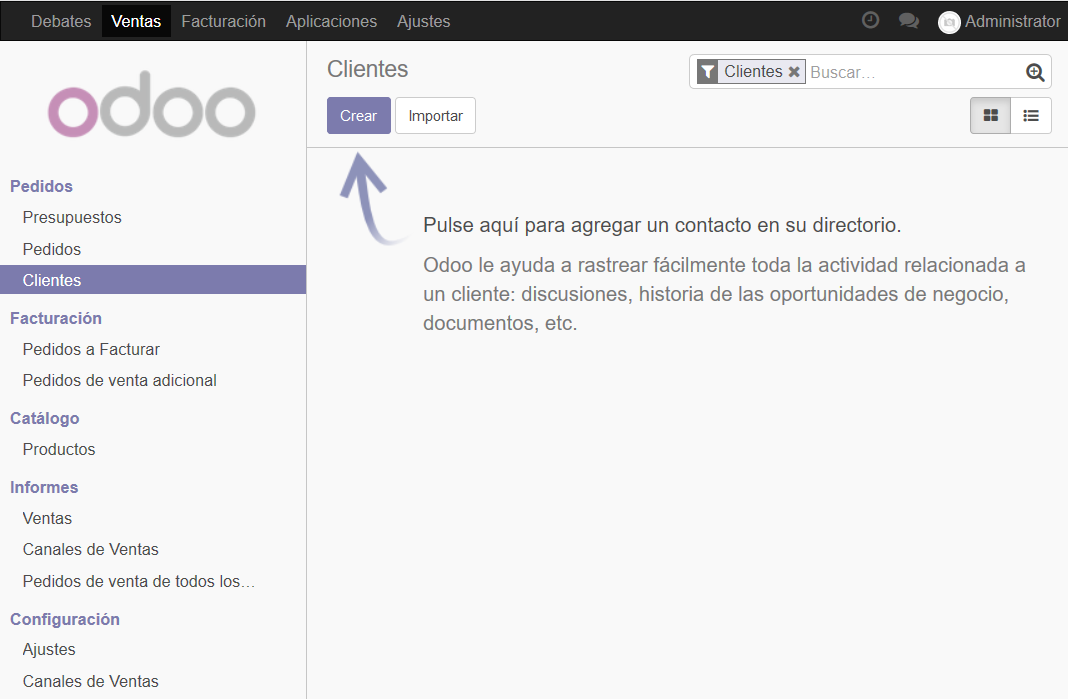 Debates Ventas Facturación Aplicaciones Ajustes Administrator
odoo
Pedidos
Presupuestos
Pedidos
Clientes
Facturación
Pedidos a Facturar
Pedidos de venta adicional
Catálogo
Productos
Informes
Ventas
Canales de Ventas
Pedidos de venta de todos los…
Configuración
Ajustes
Canales de Ventas
Clientes
Clientes Buscar...
Crear Importar
Pulse aquí para agregar un contacto en su directorio.
Odoo le ayuda a rastrear fácilmente toda la actividad relacionada a
un cliente: discusiones, historia de las oportunidades de negocio,
documentos, etc.